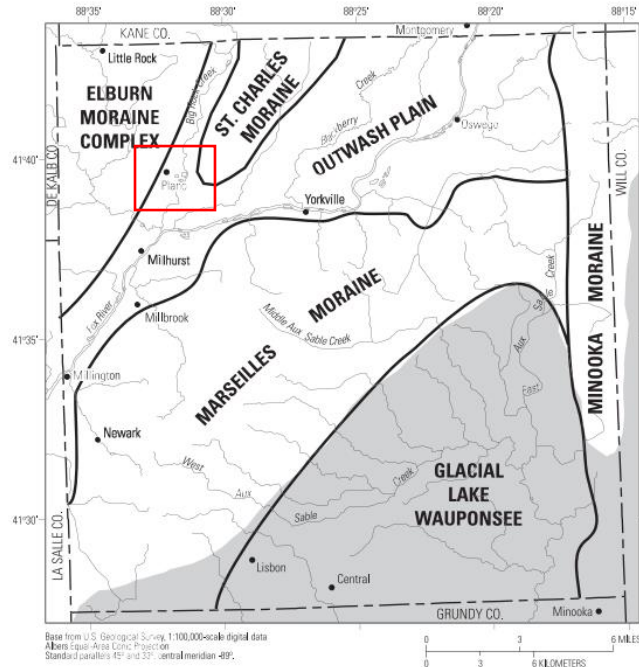 88°35' 88°30' 88°25' 88°20' 88°15'
KANE CO.
Montgomery
Little Rock
Big Rock Creek
ELBURN
MORAINE
COMPLEX
ST. CHARLES
MORAINE
Blackberry
Creek
OUTWASH PLAIN
Oswego
41°40'
DE KALB CO.
Plano
WILL CO.
Yorkville
Millhurst
Fox River
Millbrook
MARSEILLES
MORAINE
Middle Aux Sable Creek
Creek
Sable
Aux
East
MINOOKA
MORAINE
41°35'
Millington
Newark
West
Aux
Sable
Creek
GLACIAL
LAKE
WAUPONSEE
41°30'
LA SALLE CO.
Lisbon
Central
GRUNDY CO.
Minooka
Base from U.S. Geological Survey, 1:100,000-scale digital data
Albers Equal-Area Conic Projection
Standard parallels 45° and 33°, central meridian -89°.
0 3 6 MILES
0 3 6 KILOMETERS